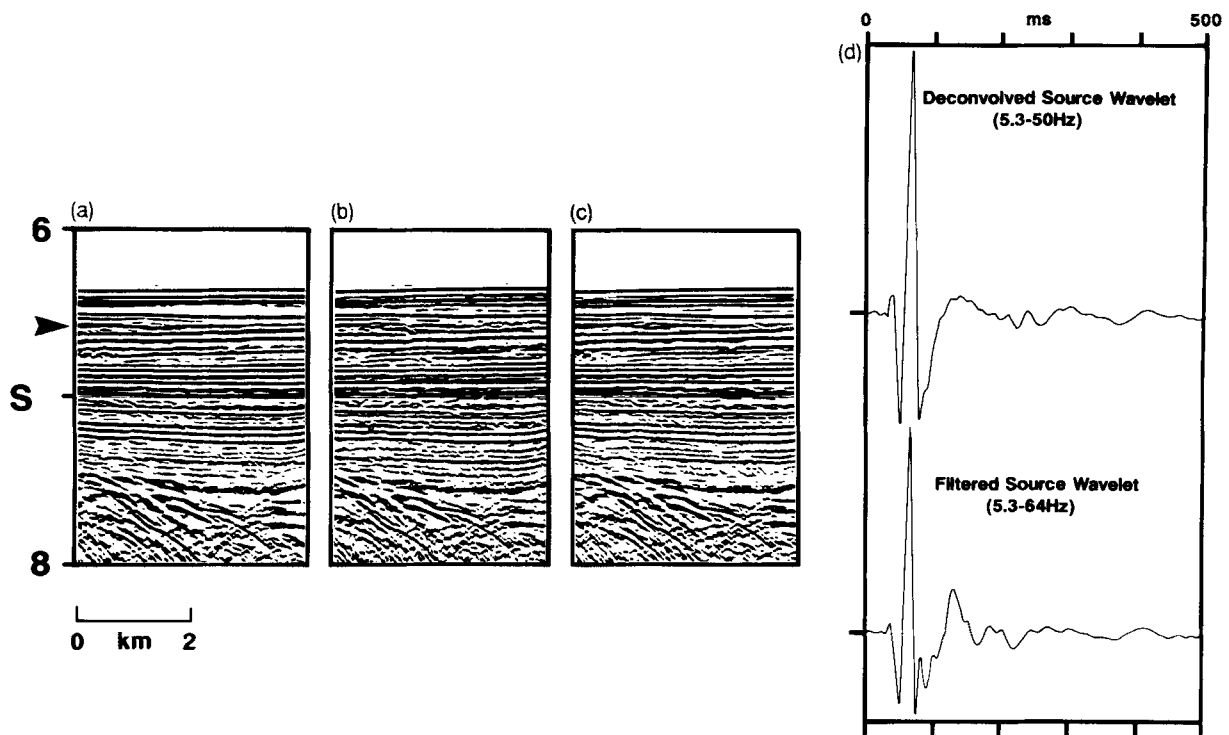 0 ms 500
(d)
Deconvolved Source Wavelet
(5.3-50Hz)
(a) (b) (c)
6
S
8
0 km 2
Filtered Source Wavelet
(5.3-64Hz)